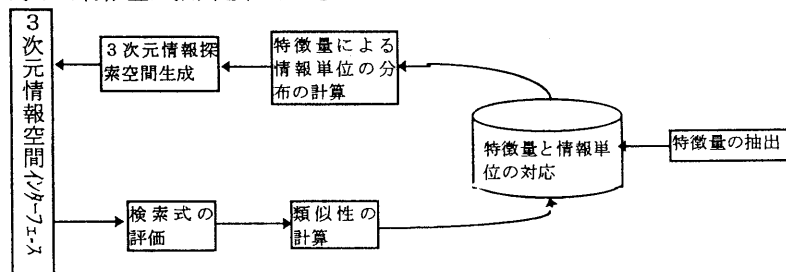 3次元情報空間インターフェース
3次元情報探
索空間生成
特徴量による
情報単位の分
布の計算
特徴量と情報単
位の対応
特徴量の抽出
検索式の
評価
類似性の
計算